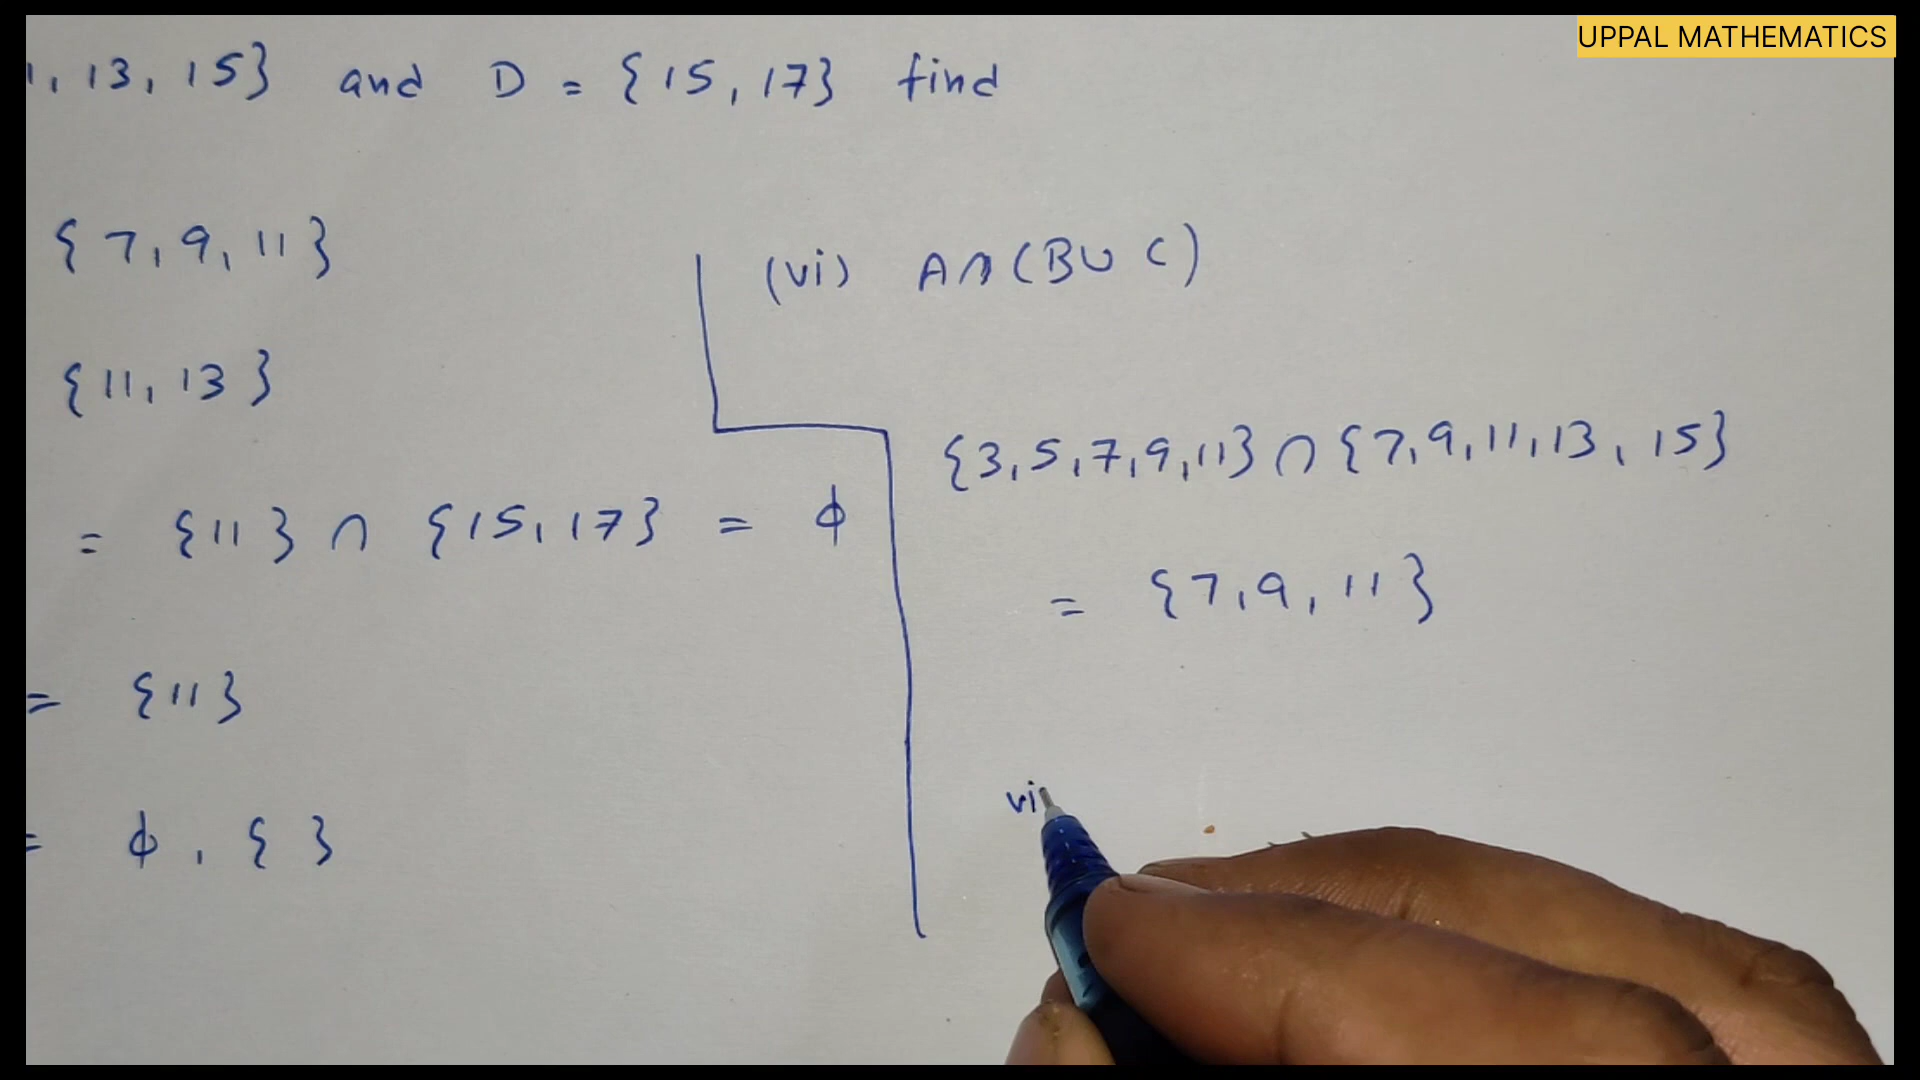 UPPAL MATHEMATICS
1, 13, 15} and D = {15, 17} find
{7, 9, 11}
{11, 13}
= {11} ∩ {15, 17} = ϕ
= {11}
= ϕ, { }
(vi) A∩(B∪C)
{3, 5, 7, 9, 11} ∩ {7, 9, 11, 13, 15}
= {7, 9, 11}
vi